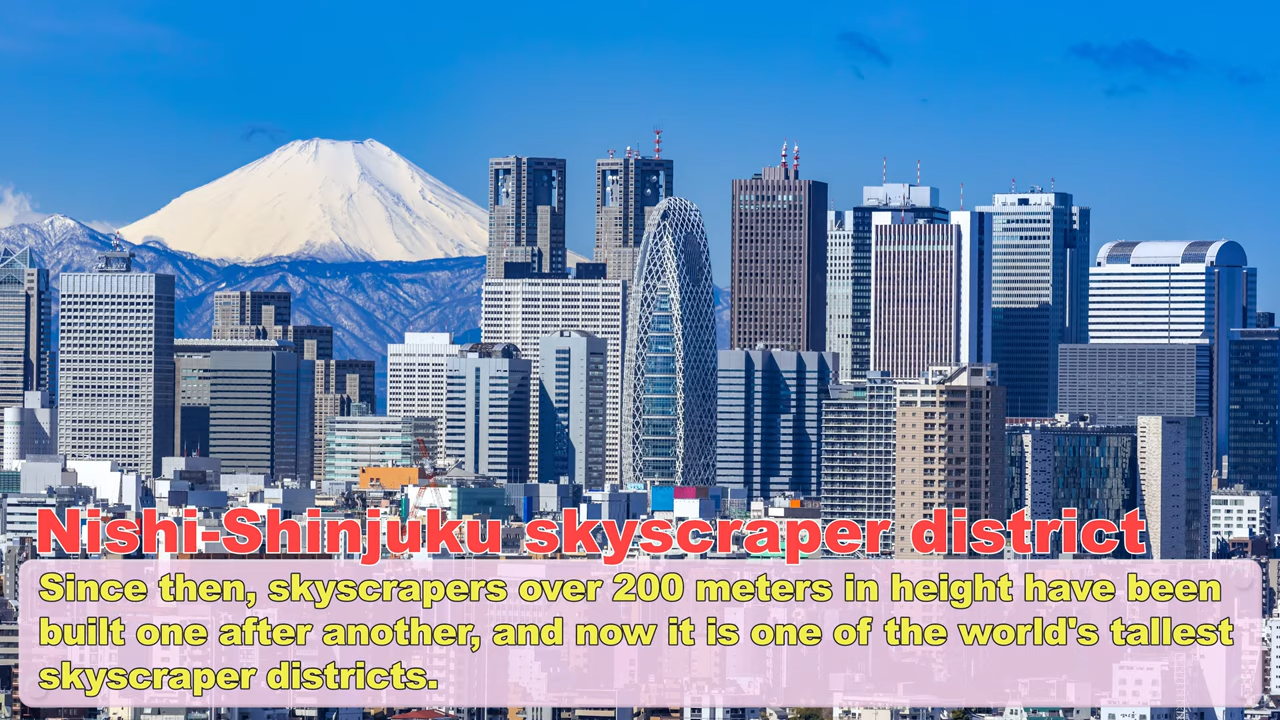 Nishi-Shinjuku skyscraper district
Since then, skyscrapers over 200 meters in height have been
built one after another, and now it is one of the world's tallest
skyscraper districts.